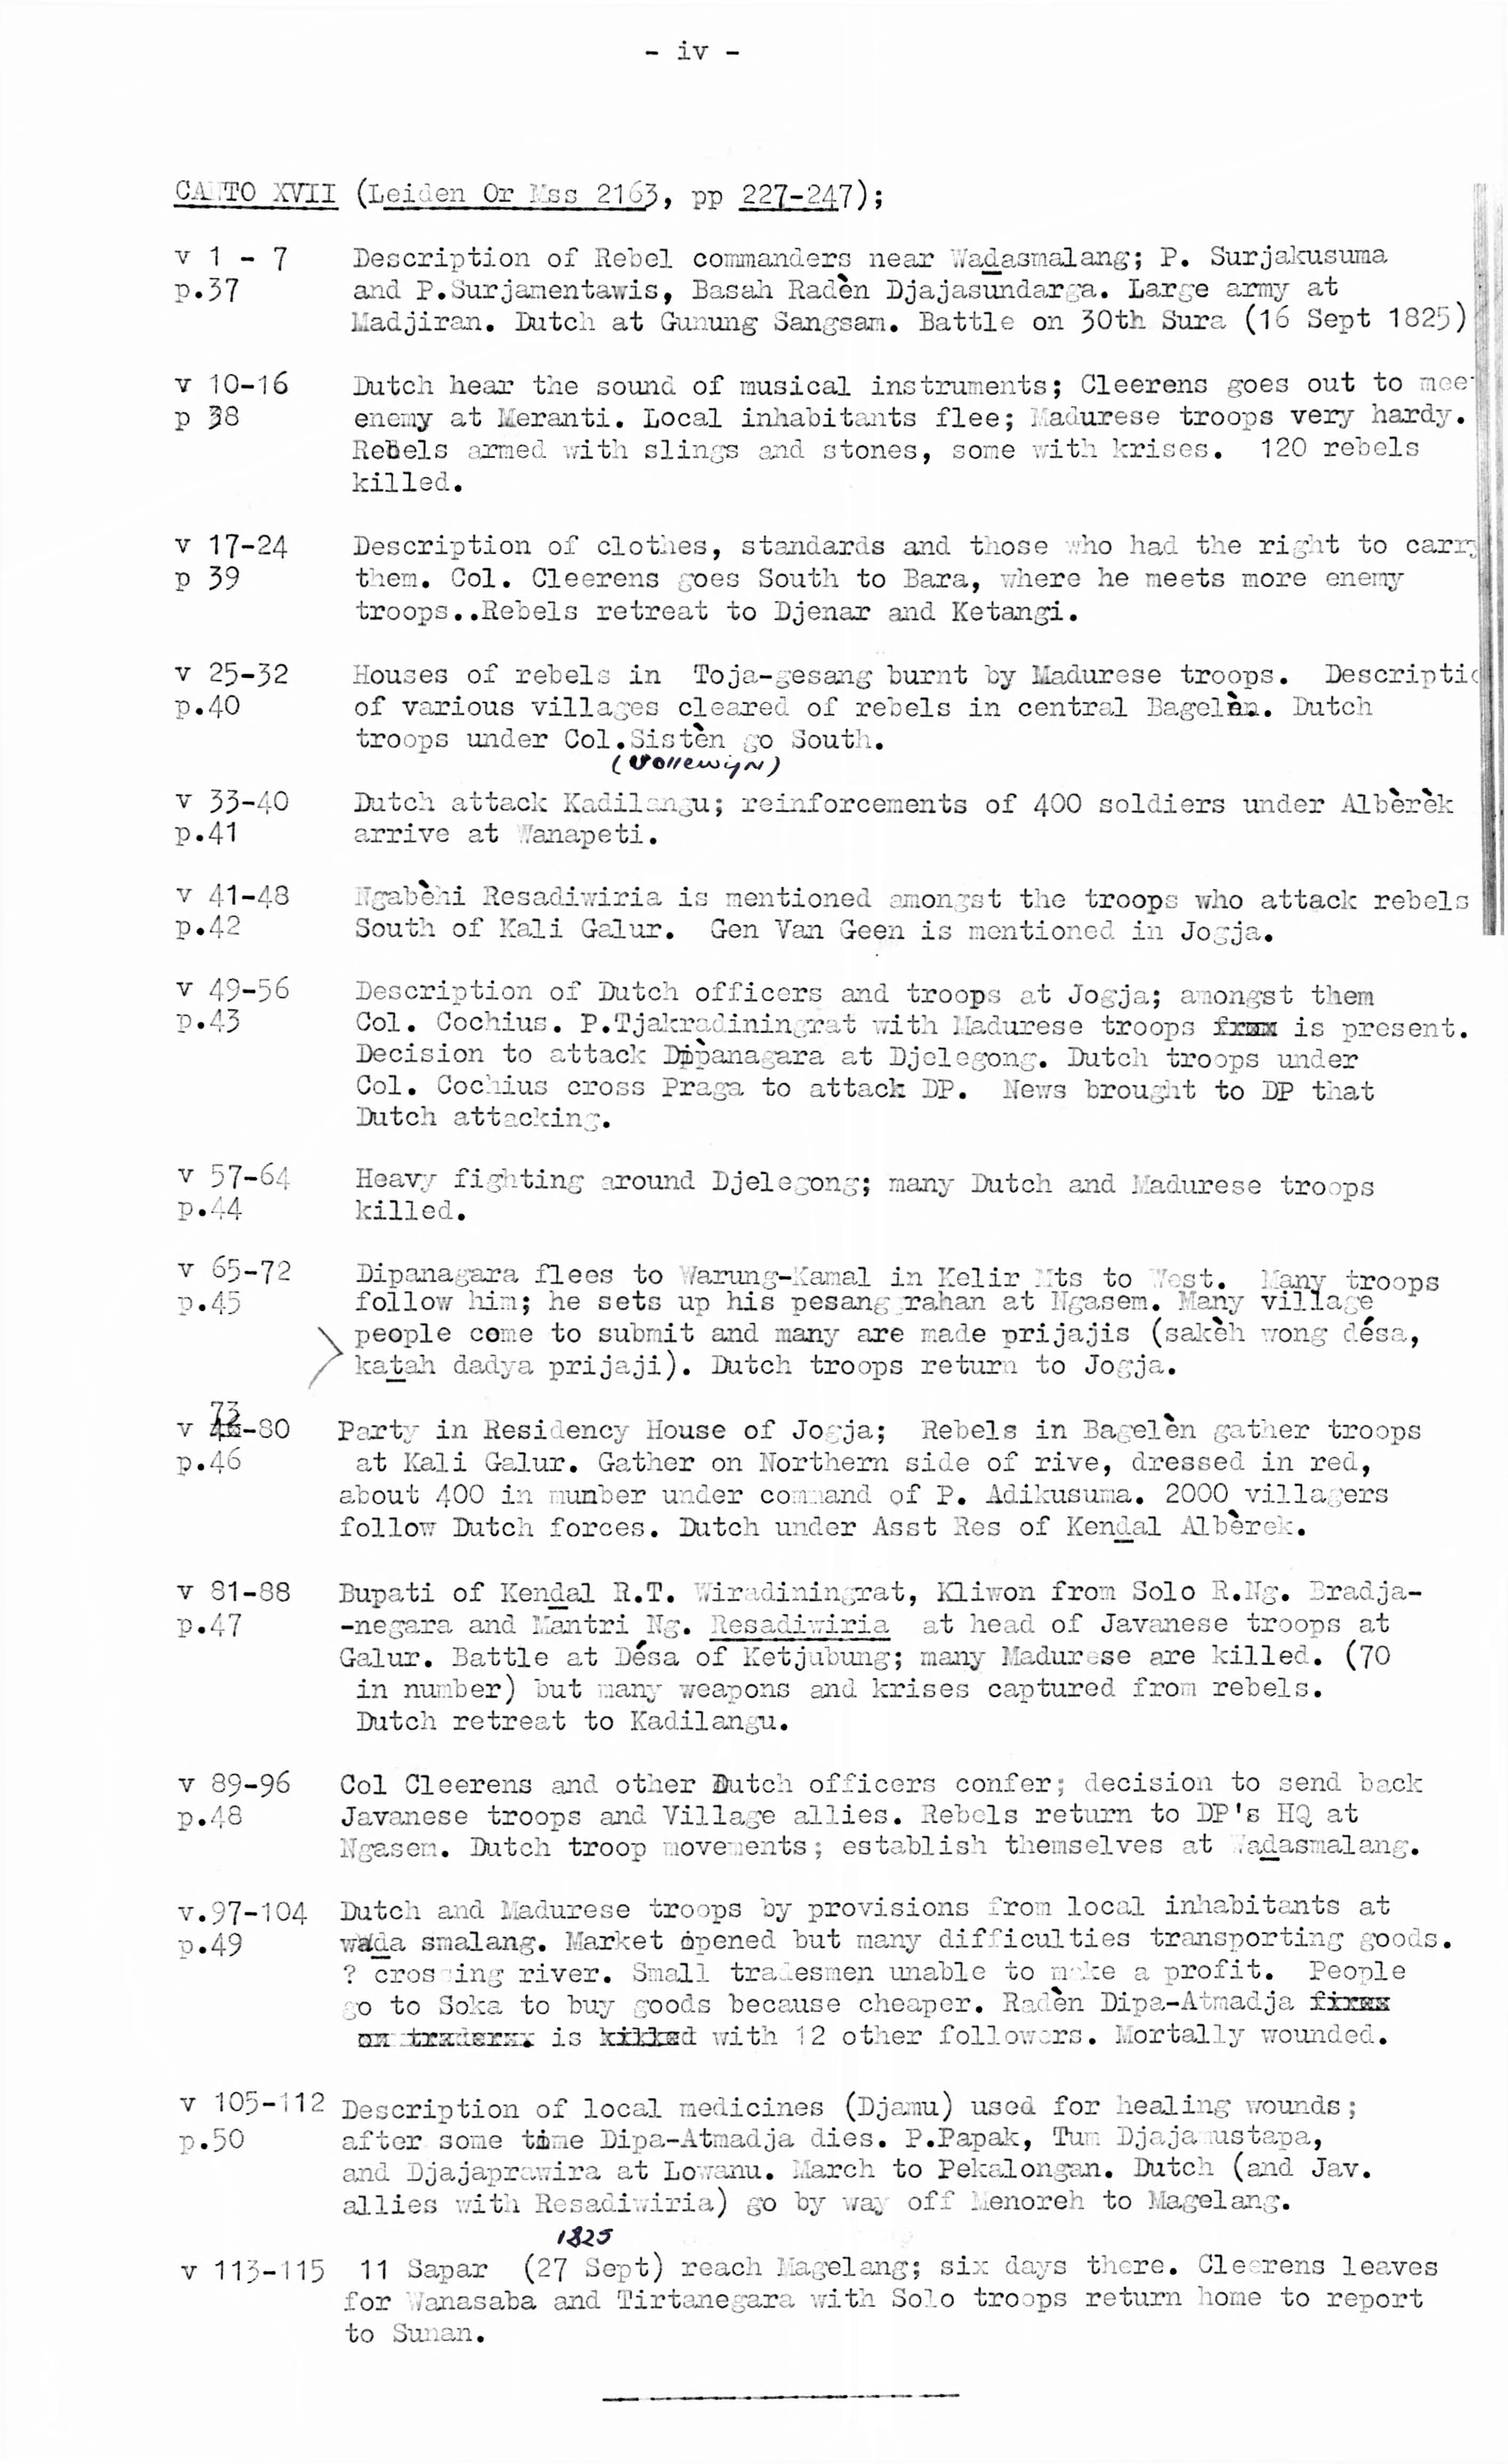 - iv -
CANTO XVII (Leiden Or Mss 2163, pp 227-247);
v 1 - 7 Description of Rebel commanders near Waḏasmalang; P. Surjakusuma
p.37 and P.Surjamentawis, Basah Radèn Djajasundarga. Large army at
Madjiran. Dutch at Gunung Sangsam. Battle on 30th Sura (16 Sept 1825)
v 10-16 Dutch hear the sound of musical instruments; Cleerens goes out to mee
p 38 enemy at Meranti. Local inhabitants flee; Madurese troops very hardy.
Rebels armed with slings and stones, some with krises. 120 rebels
killed.
v 17-24 Description of clothes, standards and those who had the right to carry
p 39 them. Col. Cleerens goes South to Bara, where he meets more enemy
troops..Rebels retreat to Djenar and Ketangi.
v 25-32 Houses of rebels in Toja-gesang burnt by Madurese troops. Descriptio
p.40 of various villages cleared of rebels in central Bagelèn. Dutch
troops under Col.Sistèn go South.
(Vollewijn)
v 33-40 Dutch attack Kadilangu; reinforcements of 400 soldiers under Albèrèk
p.41 arrive at Wanapeti.
v 41-48 Ngabèhi Resadiwiria is mentioned amongst the troops who attack rebels
p.42 South of Kali Galur. Gen Van Geen is mentioned in Jogja.
v 49-56 Description of Dutch officers and troops at Jogja; amongst them
p.43 Col. Cochius. P.Tjakradiningrat with Madurese troops from is present.
Decision to attack Dipanagara at Djelegong. Dutch troops under
Col. Cochius cross Praga to attack DP. News brought to DP that
Dutch attacking.
v 57-64 Heavy fighting around Djelegong; many Dutch and Madurese troops
p.44 killed.
v 65-72 Dipanagara flees to Warung-Kamal in Kelir Mts to West. Many troops
p.45 follow him; he sets up his pesanggrahan at Ngasem. Many village
people come to submit and many are made prijajis (sakèh wong désa,
kaṯah dadya prijaji). Dutch troops return to Jogja.
73
v -80 Party in Residency House of Jogja; Rebels in Bagelèn gather troops
p.46 at Kali Galur. Gather on Northern side of rive, dressed in red,
about 400 in mumber under command of P. Adikusuma. 2000 villagers
follow Dutch forces. Dutch under Asst Res of Kenḏal Albèrek.
v 81-88 Bupati of Kenḏal R.T. Wiradiningrat, Kliwon from Solo R.Ng. Bradja-
p.47 -negara and Mantri Ng. Resadiwiria at head of Javanese troops at
Galur. Battle at Désa of Ketjubung; many Madurese are killed. (70
in number) but many weapons and krises captured from rebels.
Dutch retreat to Kadilangu.
v 89-96 Col Cleerens and other Dutch officers confer; decision to send back
p.48 Javanese troops and Village allies. Rebels return to DP's HQ at
Ngasem. Dutch troop movements; establish themselves at Waḏasmalang.
v.97-104 Dutch and Madurese troops by provisions from local inhabitants at
p.49 waḏa smalang. Market opened but many difficulties transporting goods.
? crossing river. Small tradesmen unable to make a profit. People
go to Soka to buy goods because cheaper. Radèn Dipa-Atmadja fires
on traders. is killed with 12 other followers. Mortally wounded.
v 105-112 Description of local medicines (Djamu) used for healing wounds;
p.50 after some time Dipa-Atmadja dies. P.Papak, Tum Djajamustapa,
and Djajaprawira at Lowanu. March to Pekalongan. Dutch (and Jav.
allies with Resadiwiria) go by way off Menoreh to Magelang.
1825
v 113-115 11 Sapar (27 Sept) reach Magelang; six days there. Cleerens leaves
for Wanasaba and Tirtanegara with Solo troops return home to report
to Sunan.